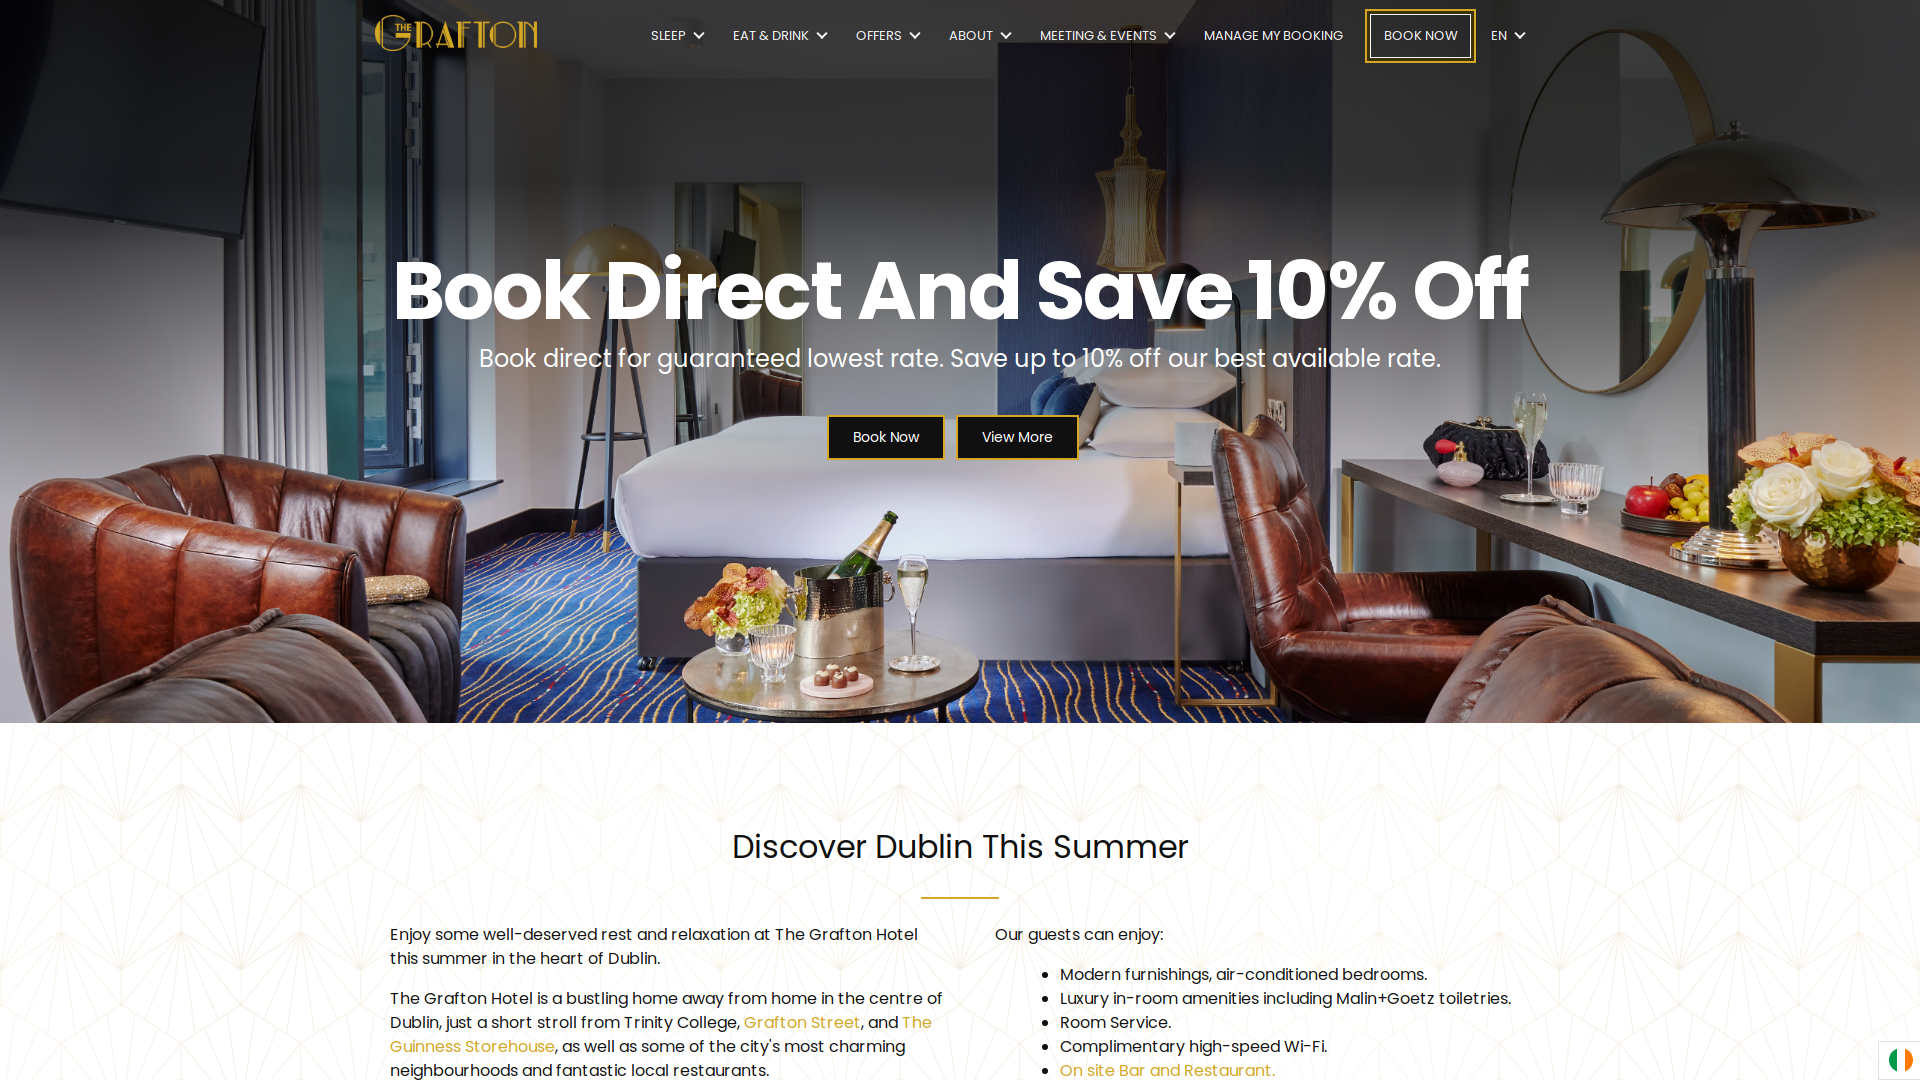 THE GRAFTON
SLEEP EAT & DRINK OFFERS ABOUT MEETING & EVENTS MANAGE MY BOOKING BOOK NOW EN
Book Direct And Save 10% Off
Book direct for guaranteed lowest rate. Save up to 10% off our best available rate.
Book Now View More
Discover Dublin This Summer
Enjoy some well-deserved rest and relaxation at The Grafton Hotel
this summer in the heart of Dublin.
The Grafton Hotel is a bustling home away from home in the centre of
Dublin, just a short stroll from Trinity College, Grafton Street, and The
Guinness Storehouse, as well as some of the city's most charming
neighbourhoods and fantastic local restaurants.
Our guests can enjoy:
Modern furnishings, air-conditioned bedrooms.
Luxury in-room amenities including Malin+Goetz toiletries.
Room Service.
Complimentary high-speed Wi-Fi.
On site Bar and Restaurant.